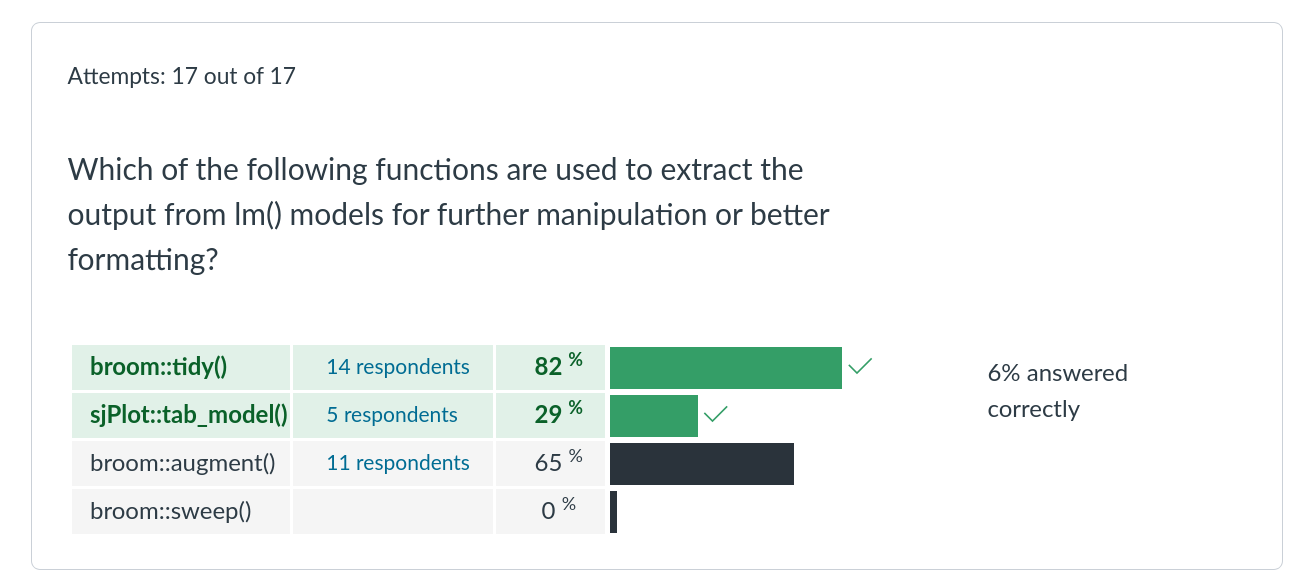 Attempts: 17 out of 17
Which of the following functions are used to extract the
output from lm() models for further manipulation or better
formatting?
broom::tidy() 14 respondents 82 %
sjPlot::tab_model() 5 respondents 29 %
broom::augment() 11 respondents 65 %
broom::sweep() 0 %
6% answered
correctly